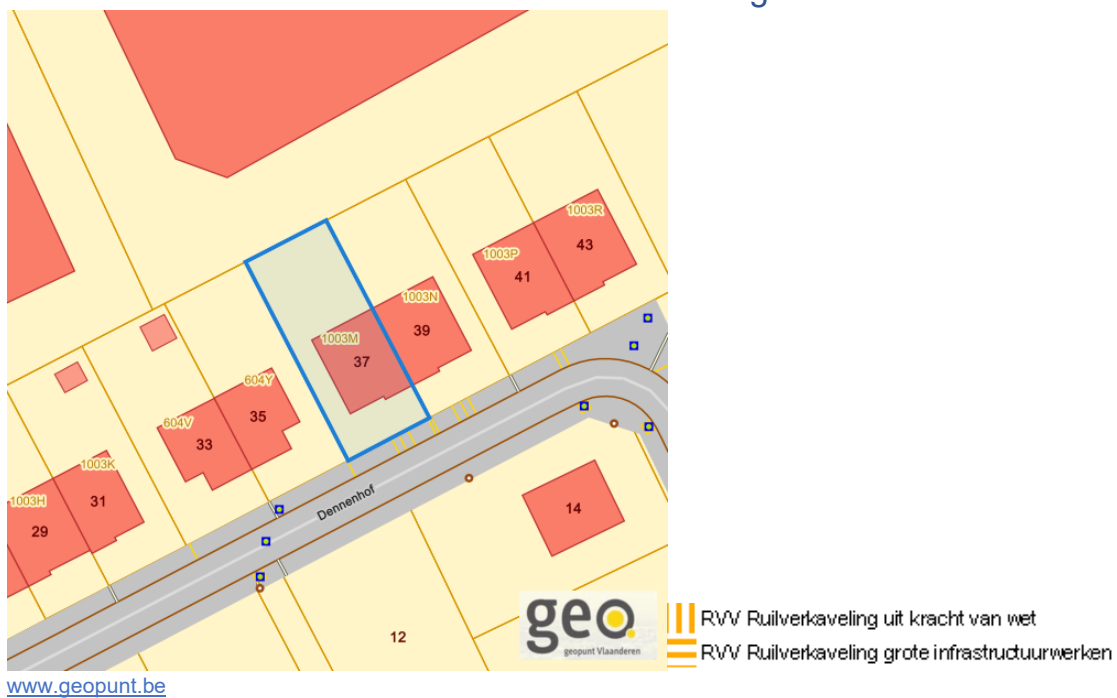 1003R
43
1003P
41
1003N
39
1003M
37
604Y
35
604V
33
1003K
31
1003H
29
Dennenhof
14
12
geo.
geopunt Vlaanderen
RVV Ruilverkaveling uit kracht van wet
RVV Ruilverkaveling grote infrastructuurwerken
www.geopunt.be